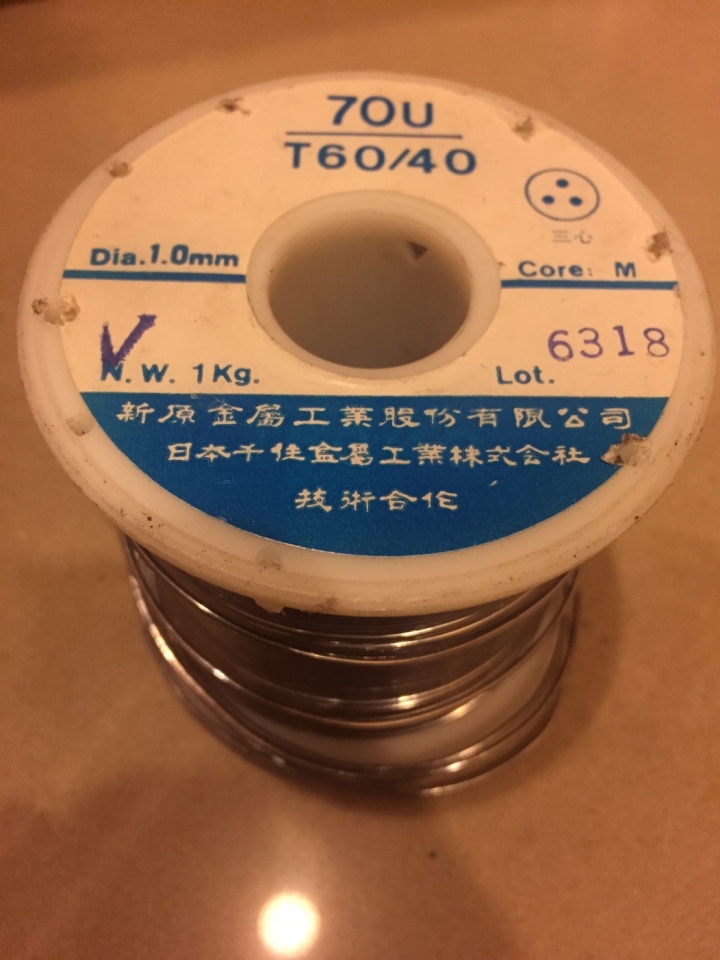 70U
T60/40
三心
Dia.1.0mm
Core: M
6318
N.W. 1Kg.
Lot.
新原金屬工業股份有限公司
日本千住金属工業株式会社
技術合作